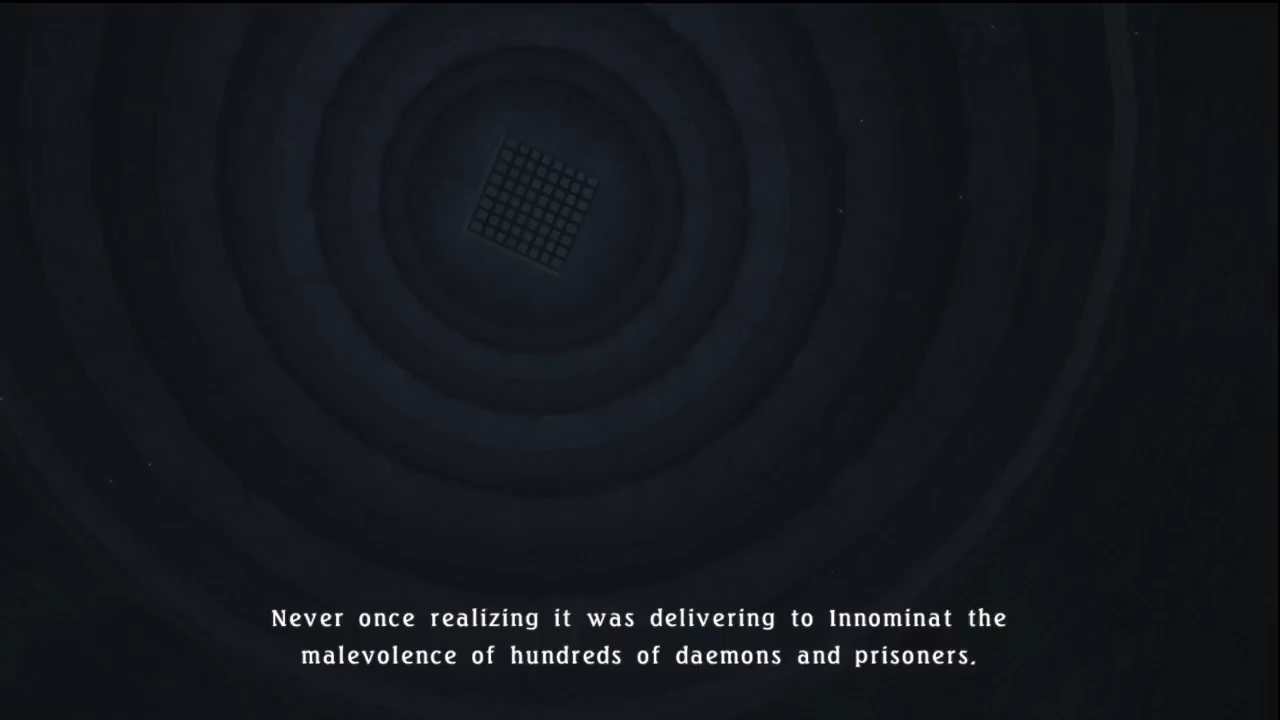 Never once realizing it was delivering to Innominat the
malevolence of hundreds of daemons and prisoners.